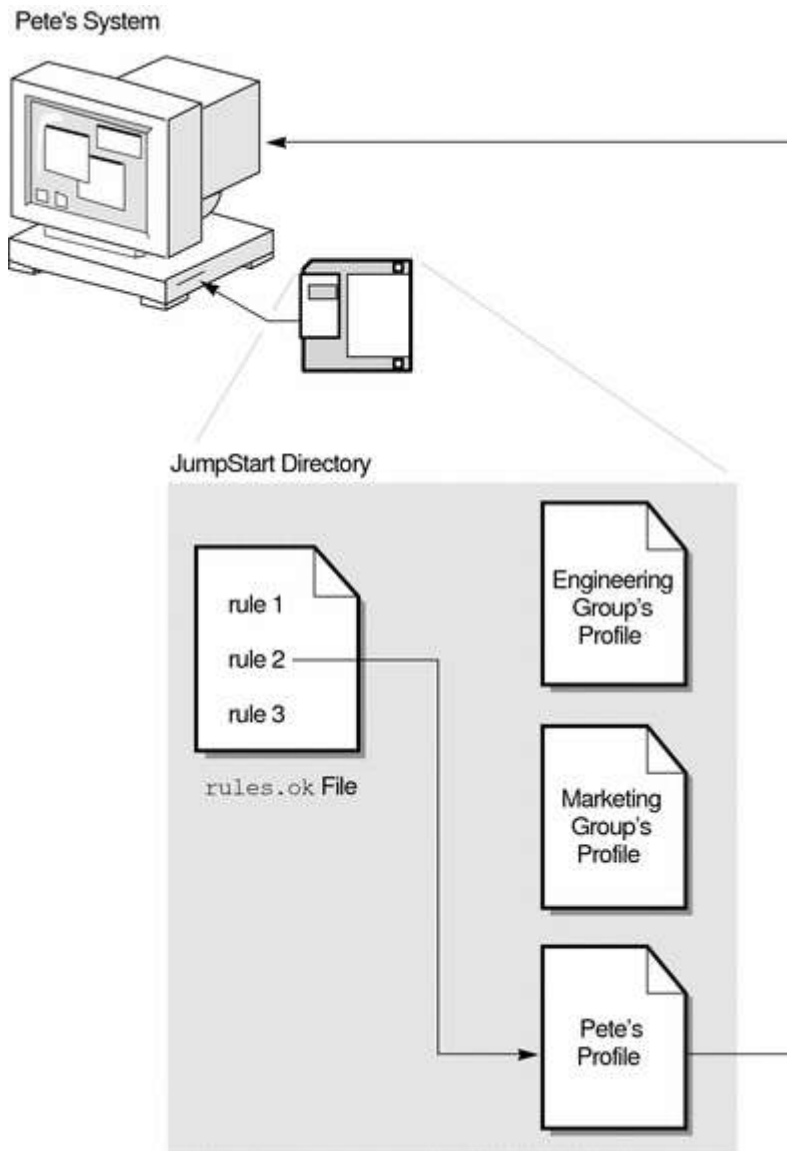 Pete's System
JumpStart Directory
rule 1
rule 2
rule 3
rules.ok File
Engineering
Group's
Profile
Marketing
Group's
Profile
Pete's
Profile